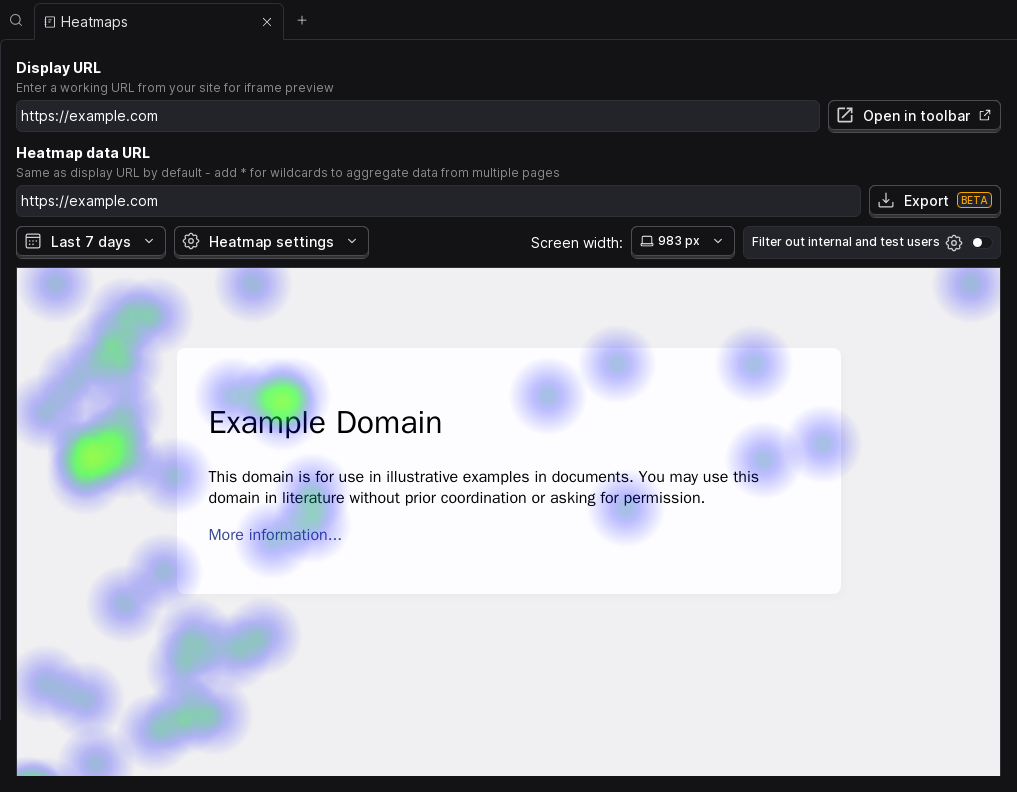 Heatmaps
Display URL
Enter a working URL from your site for iframe preview
https://example.com
Open in toolbar
Heatmap data URL
Same as display URL by default - add * for wildcards to aggregate data from multiple pages
https://example.com
Export BETA
Last 7 days
Heatmap settings
Screen width:
983 px
Filter out internal and test users
Example Domain
This domain is for use in illustrative examples in documents. You may use this
domain in literature without prior coordination or asking for permission.
More information...